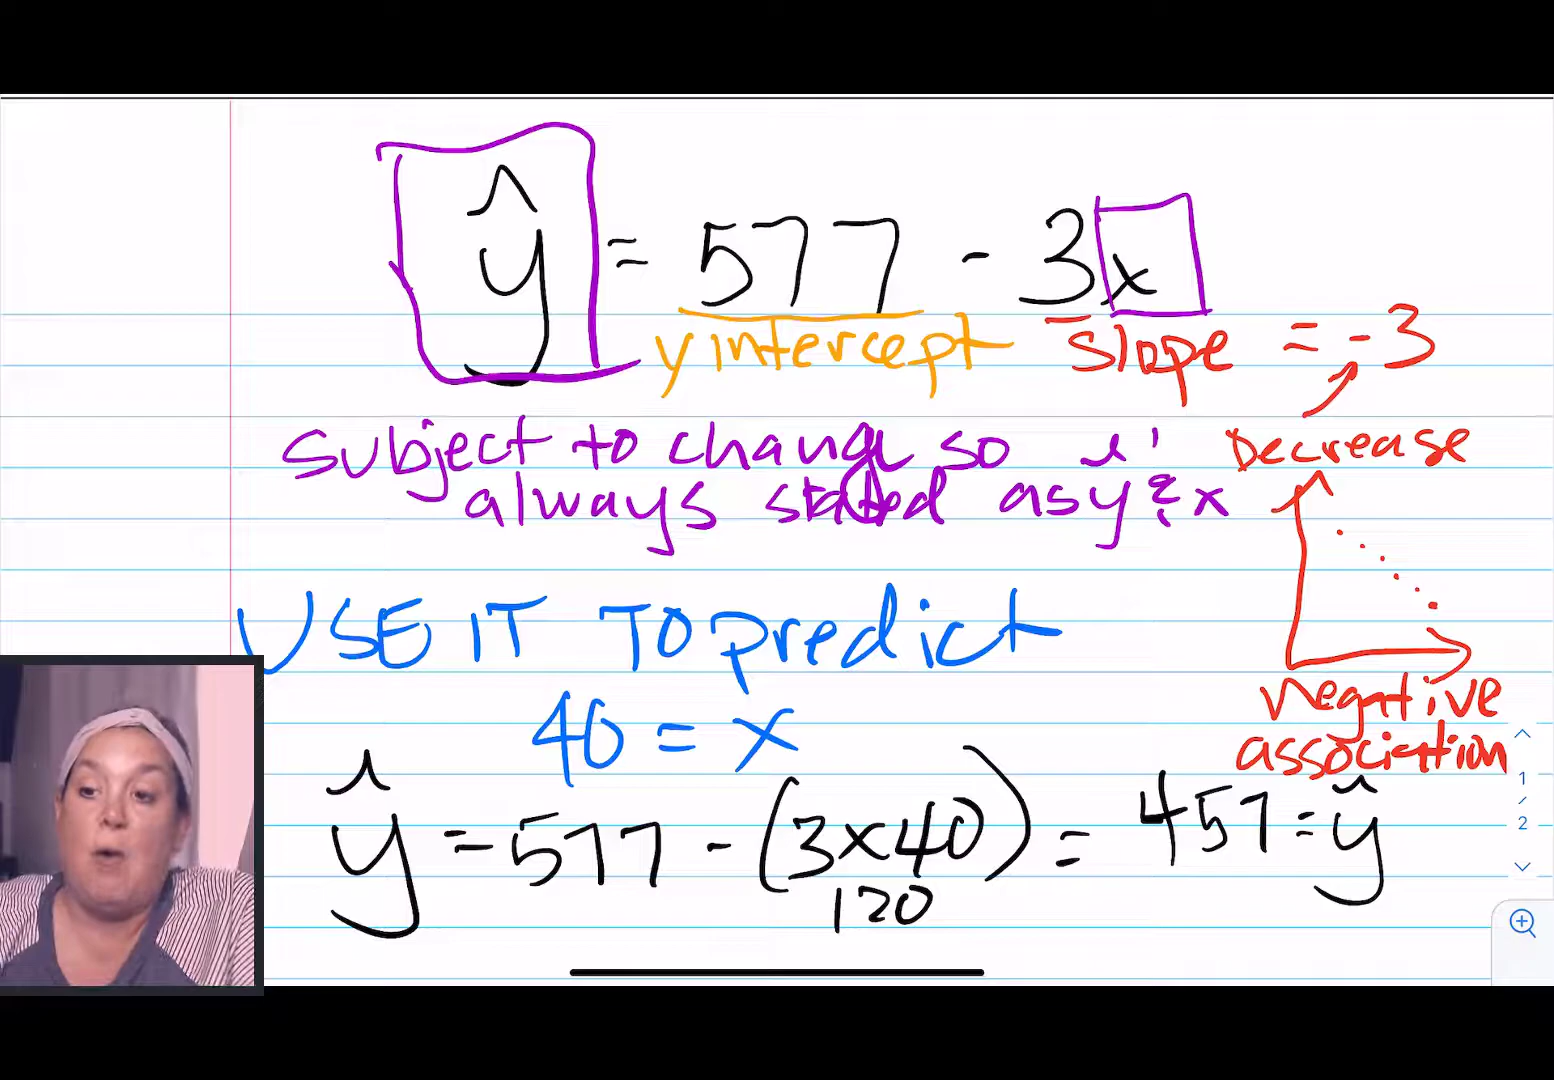 ŷ = 577 - 3x
y intercept slope = -3
Decrease
subject to change so
always stated as y & x
USE IT TO predict
40 = x
negative
association
ŷ = 577 - (3x40) = 457 = ŷ
120
1
/
2